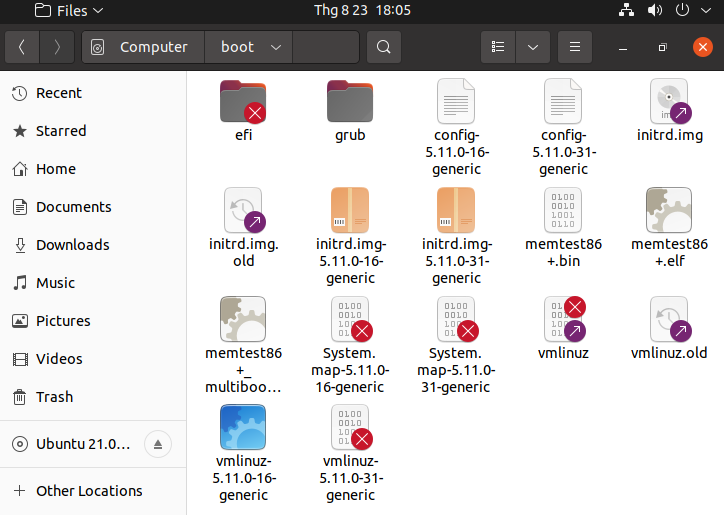 Files
Thg 8 23 18:05
Computer
boot
Recent
Starred
Home
Documents
Downloads
Music
Pictures
Videos
Trash
Ubuntu 21.0...
Other Locations
efi
grub
config-
5.11.0-16-
generic
config-
5.11.0-31-
generic
initrd.img
initrd.img.
old
initrd.img-
5.11.0-16-
generic
initrd.img-
5.11.0-31-
generic
memtest86
+.bin
memtest86
+.elf
memtest86
+_
multiboo...
System.
map-5.11.0-
16-generic
System.
map-5.11.0-
31-generic
vmlinuz
vmlinuz.old
vmlinuz-
5.11.0-16-
generic
vmlinuz-
5.11.0-31-
generic